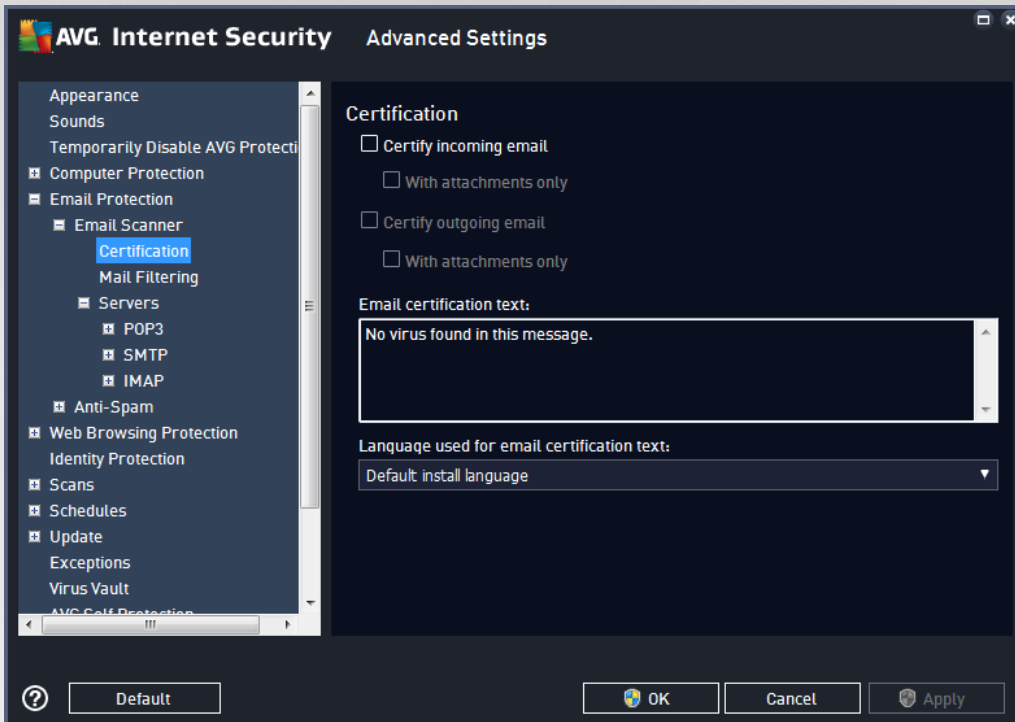 AVG Internet Security Advanced Settings
Appearance
Sounds
Temporarily Disable AVG Protecti
Computer Protection
Email Protection
Email Scanner
Certification
Mail Filtering
Servers
POP3
SMTP
IMAP
Anti-Spam
Web Browsing Protection
Identity Protection
Scans
Schedules
Update
Exceptions
Virus Vault
AVG Self Protection
Certification
Certify incoming email
With attachments only
Certify outgoing email
With attachments only
Email certification text:
No virus found in this message.
Language used for email certification text:
Default install language
? Default OK Cancel Apply